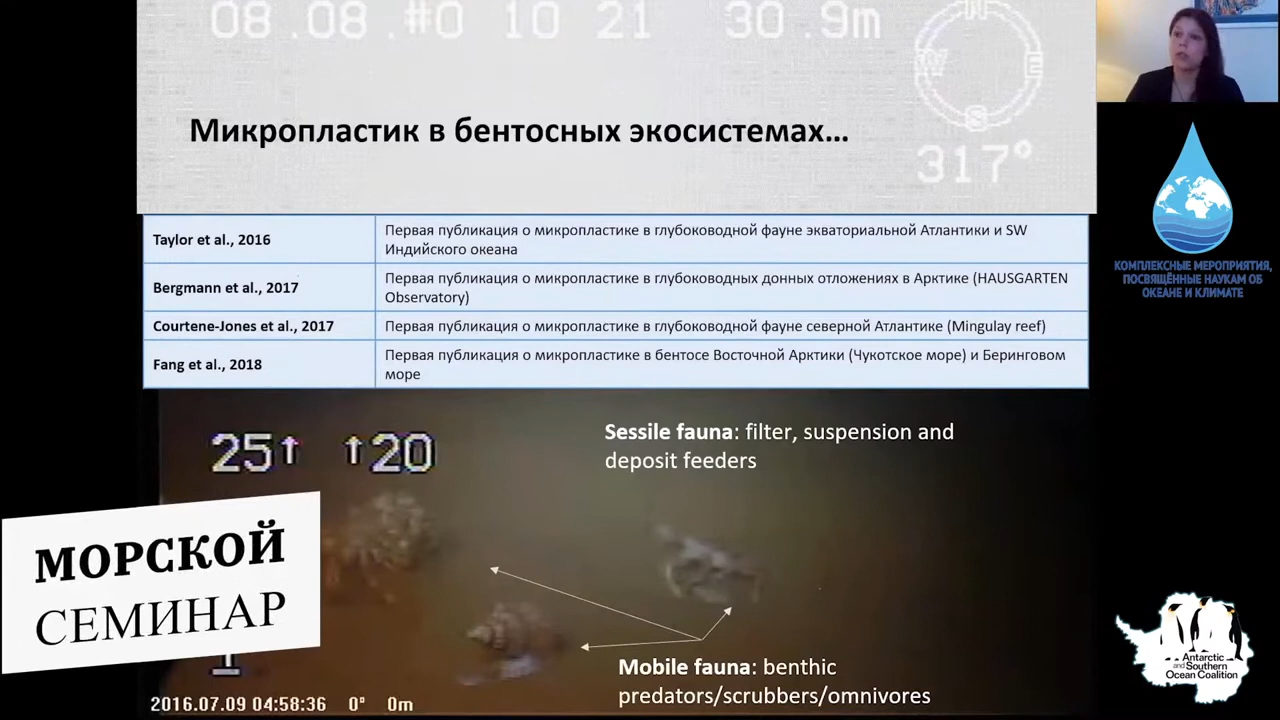 08 .08 .#0 10 21 30 .9m
N
W
E
S
317°
Микропластик в бентосных экосистемах...
Taylor et al., 2016
Первая публикация о микропластике в глубоководной фауне экваториальной Атлантики и SW
Индийского океана
Bergmann et al., 2017
Первая публикация о микропластике в глубоководных донных отложениях в Арктике (HAUSGARTEN
Observatory)
Courtene-Jones et al., 2017
Первая публикация о микропластике в глубоководной фауне северной Атлантике (Mingulay reef)
Fang et al., 2018
Первая публикация о микропластике в бентосе Восточной Арктики (Чукотское море) и Беринговом
море
25↑ ↑20
Sessile fauna: filter, suspension and
deposit feeders
Mobile fauna: benthic
predators/scrubbers/omnivores
2016.07.09 04:58:36 0° 0m
МОРСКОЙ
СЕМИНАР
КОМПЛЕКСНЫЕ МЕРОПРИЯТИЯ,
ПОСВЯЩЁННЫЕ НАУКАМ ОБ
ОКЕАНЕ И КЛИМАТЕ
Antarctic
and Southern
Ocean Coalition